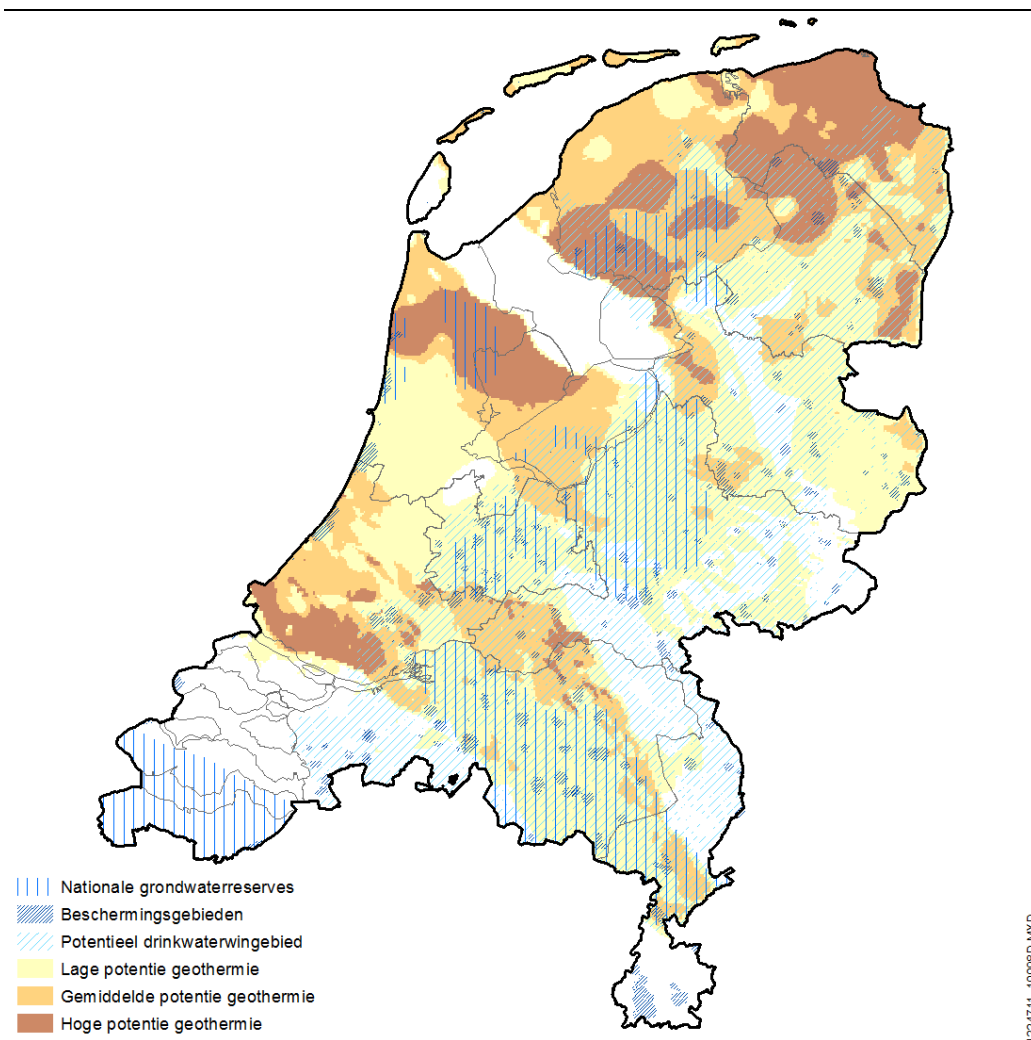 Nationale grondwaterreserves
Beschermingsgebieden
Potentieel drinkwaterwingebied
Lage potentie geothermie
Gemiddelde potentie geothermie
Hoge potentie geothermie